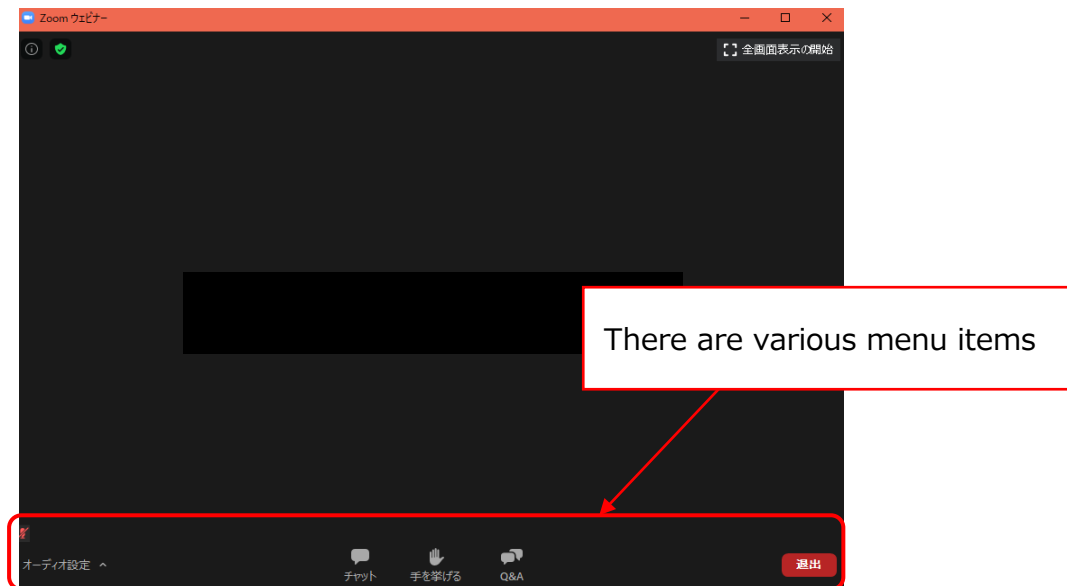 Zoom ウェビナー
全画面表示の開始
There are various menu items
オーディオ設定
チャット
手を挙げる
Q&A
退出